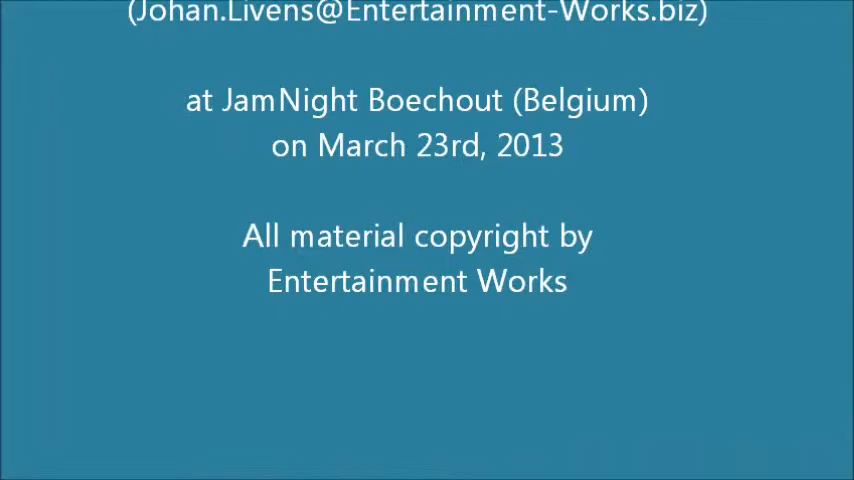 (Johan.Livens@Entertainment-Works.biz)
at JamNight Boechout (Belgium)
on March 23rd, 2013
All material copyright by
Entertainment Works